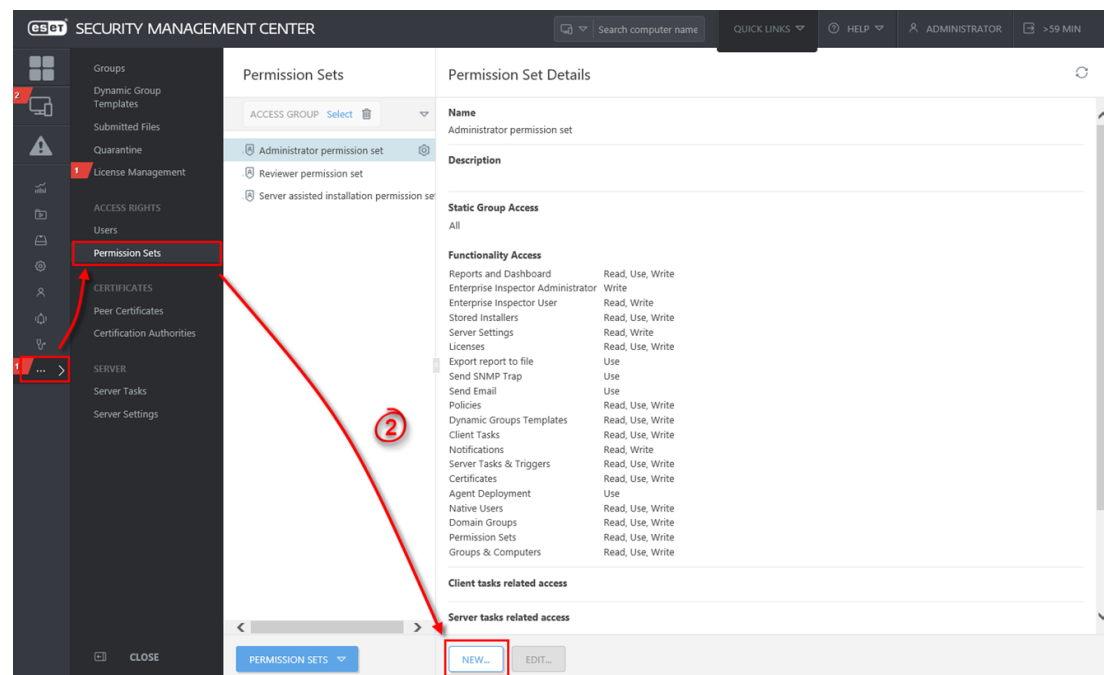 eset SECURITY MANAGEMENT CENTER
Search computer name
QUICK LINKS
HELP
ADMINISTRATOR
>59 MIN
2
1
1
Groups
Dynamic Group
Templates
Submitted Files
Quarantine
License Management
ACCESS RIGHTS
Users
Permission Sets
CERTIFICATES
Peer Certificates
Certification Authorities
SERVER
Server Tasks
Server Settings
CLOSE
Permission Sets
ACCESS GROUP Select
Administrator permission set
Reviewer permission set
Server assisted installation permission se
2
PERMISSION SETS
Permission Set Details
Name
Administrator permission set
Description
Static Group Access
All
Functionality Access
Reports and Dashboard Read, Use, Write
Enterprise Inspector Administrator Write
Enterprise Inspector User Read, Write
Stored Installers Read, Use, Write
Server Settings Read, Write
Licenses Read, Use, Write
Export report to file Use
Send SNMP Trap Use
Send Email Use
Policies Read, Use, Write
Dynamic Groups Templates Read, Use, Write
Client Tasks Read, Use, Write
Notifications Read, Write
Server Tasks & Triggers Read, Use, Write
Certificates Read, Use, Write
Agent Deployment Use
Native Users Read, Use, Write
Domain Groups Read, Use, Write
Permission Sets Read, Use, Write
Groups & Computers Read, Use, Write
Client tasks related access
Server tasks related access
NEW...
EDIT...